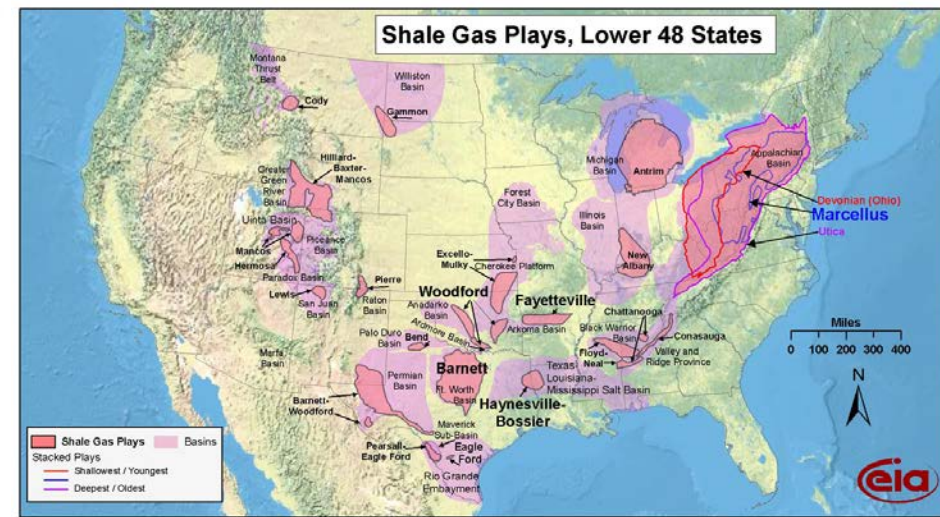 Shale Gas Plays, Lower 48 States
Montana
Thrust
Belt
Cody
Williston
Basin
Gammon
Hilliard-
Baxter-
Mancos
Greater
Green
River
Basin
Uinta Basin
Piceance
Basin
Mancos
Hermosa
Paradox Basin
Lewis
San Juan
Basin
Pierre
Raton
Basin
Michigan
Basin
Antrim
Appalachian
Basin
Devonian (Ohio)
Marcellus
Utica
Forest
City Basin
Illinois
Basin
New
Albany
Excello-
Mulky
Cherokee Platform
Woodford
Anadarko
Basin
Ardmore Basin
Fayetteville
Arkoma Basin
Chattanooga
Black Warrior
Basin
Conasauga
Floyd-
Neal
Valley and
Ridge Province
Palo Duro
Basin
Bend
Marfa
Basin
Permian
Basin
Barnett
Ft. Worth
Basin
Barnett-
Woodford
Texas
Louisiana-
Mississippi Salt Basin
Haynesville-
Bossier
Maverick
Sub-Basin
Pearsall-
Eagle Ford
Eagle
Ford
Rio Grande
Embayment
Miles
0 100 200 300 400
N
Shale Gas Plays
Basins
Stacked Plays
Shallowest / Youngest
Deepest / Oldest
eia